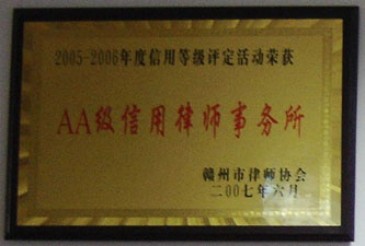 2005-2006年度信用等级评定活动荣获
AA级信用律师事务所
赣州市律师协会
二00七年六月